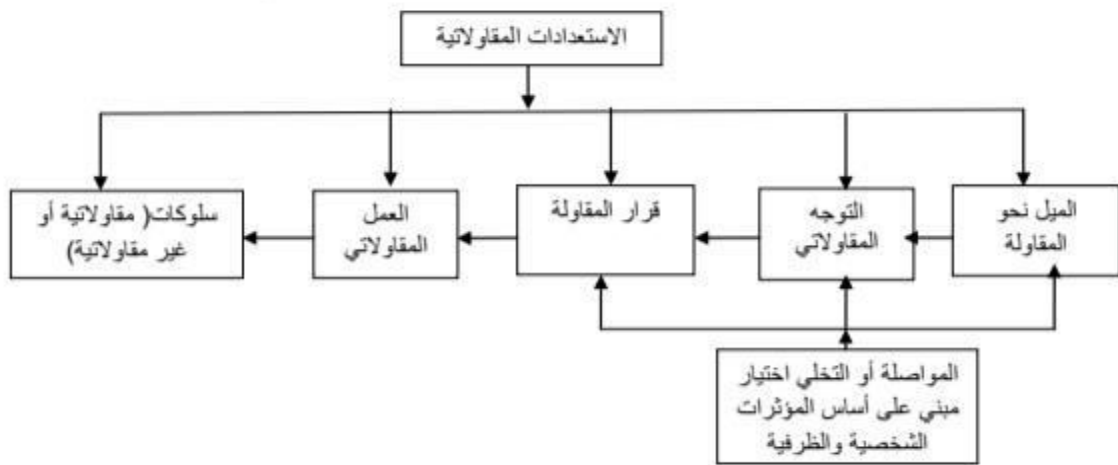 الاستعدادات المقاولاتية
الميل نحو
المقاولة
التوجه
المقاولاتي
قرار المقاولة
العمل
المقاولاتي
سلوكات( مقاولاتية أو
غير مقاولاتية)
المواصلة أو التخلي اختيار
مبني على أساس المؤثرات
الشخصية والظرفية